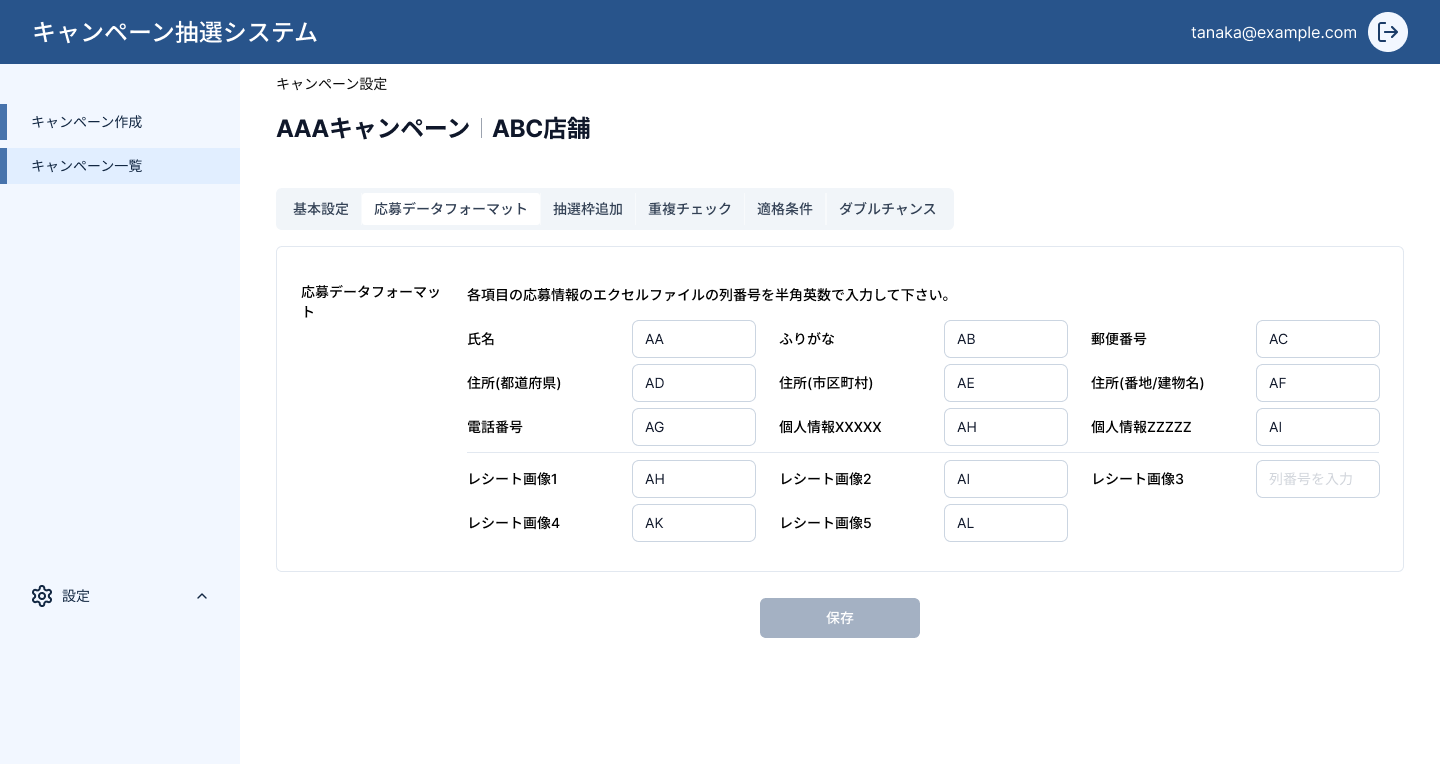 キャンペーン抽選システム
tanaka@example.com
キャンペーン作成
キャンペーン一覧
設定
キャンペーン設定
AAAキャンペーン ABC店舗
基本設定 応募データフォーマット 抽選枠追加 重複チェック 適格条件 ダブルチャンス
応募データフォーマッ
ト
各項目の応募情報のエクセルファイルの列番号を半角英数で入力して下さい。
氏名 AA ふりがな AB 郵便番号 AC
住所(都道府県) AD 住所(市区町村) AE 住所(番地/建物名) AF
電話番号 AG 個人情報XXXXX AH 個人情報ZZZZZ AI
レシート画像1 AH レシート画像2 AI レシート画像3 列番号を入力
レシート画像4 AK レシート画像5 AL
保存